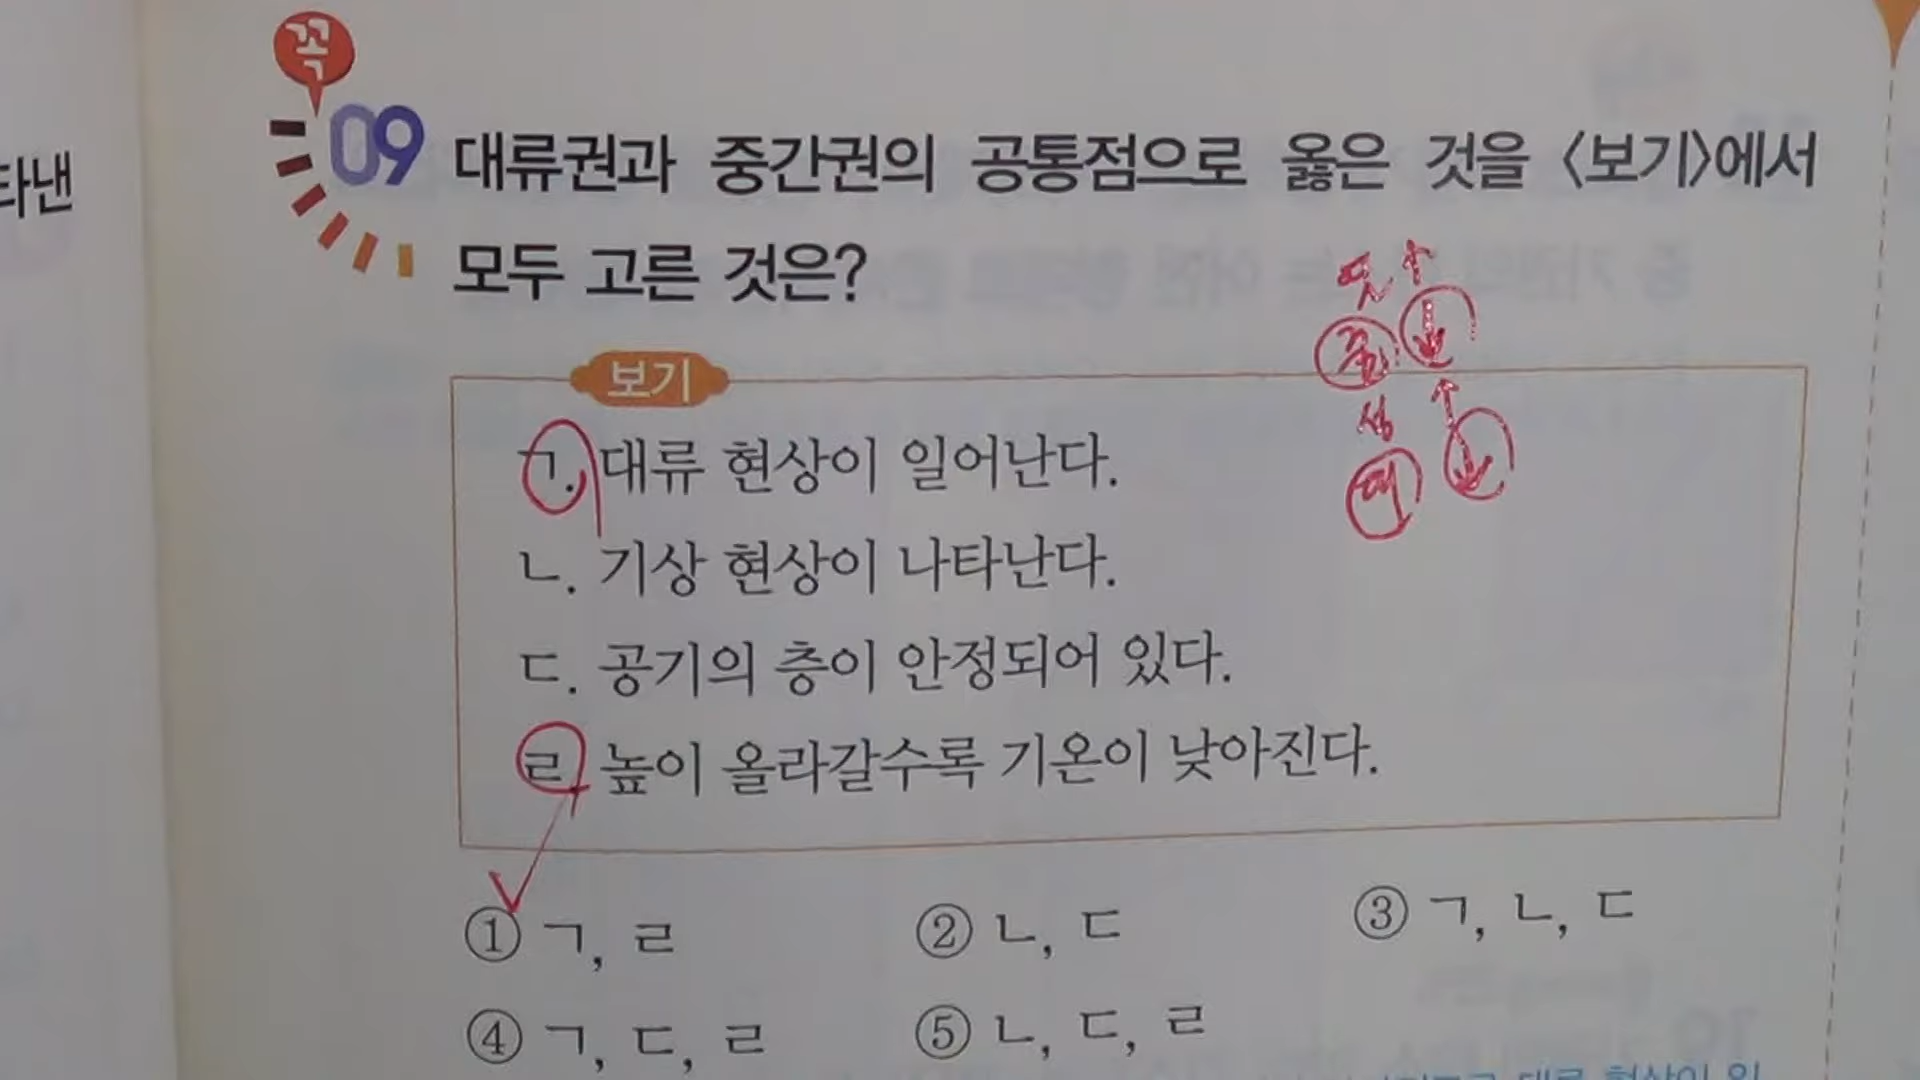 꼭
09 대류권과 중간권의 공통점으로 옳은 것을 <보기>에서
모두 고른 것은?
보기
ㄱ. 대류 현상이 일어난다.
ㄴ. 기상 현상이 나타난다.
ㄷ. 공기의 층이 안정되어 있다.
ㄹ. 높이 올라갈수록 기온이 낮아진다.
① ㄱ, ㄹ
② ㄴ, ㄷ
③ ㄱ, ㄴ, ㄷ
④ ㄱ, ㄷ, ㄹ
⑤ ㄴ, ㄷ, ㄹ
타낸
성
대